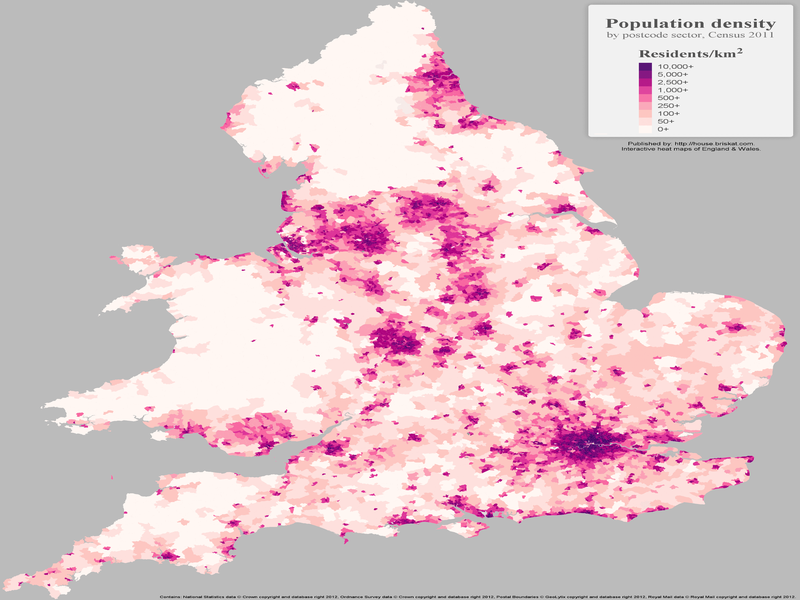 Population density
by postcode sector, Census 2011
Residents/km²
10,000+
5,000+
2,500+
1,000+
500+
250+
100+
50+
0+
Published by: http://house.briskat.com.
Interactive heat maps of England & Wales.
Contains: National Statistics data © Crown copyright and database right 2012, Ordnance Survey data © Crown copyright and database right 2012, Postal Boundaries © GeoLytix copyright and database right 2012, Royal Mail data © Royal Mail copyright and database right 2012.